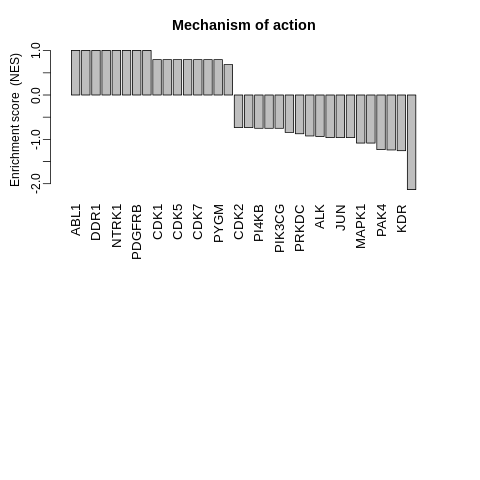 Mechanism of action
Enrichment score (NES)
1.0
0.0
-1.0
-2.0
ABL1
DDR1
NTRK1
PDGFRB
CDK1
CDK5
CDK7
PYGM
CDK2
PI4KB
PIK3CG
PRKDC
ALK
JUN
MAPK1
PAK4
KDR